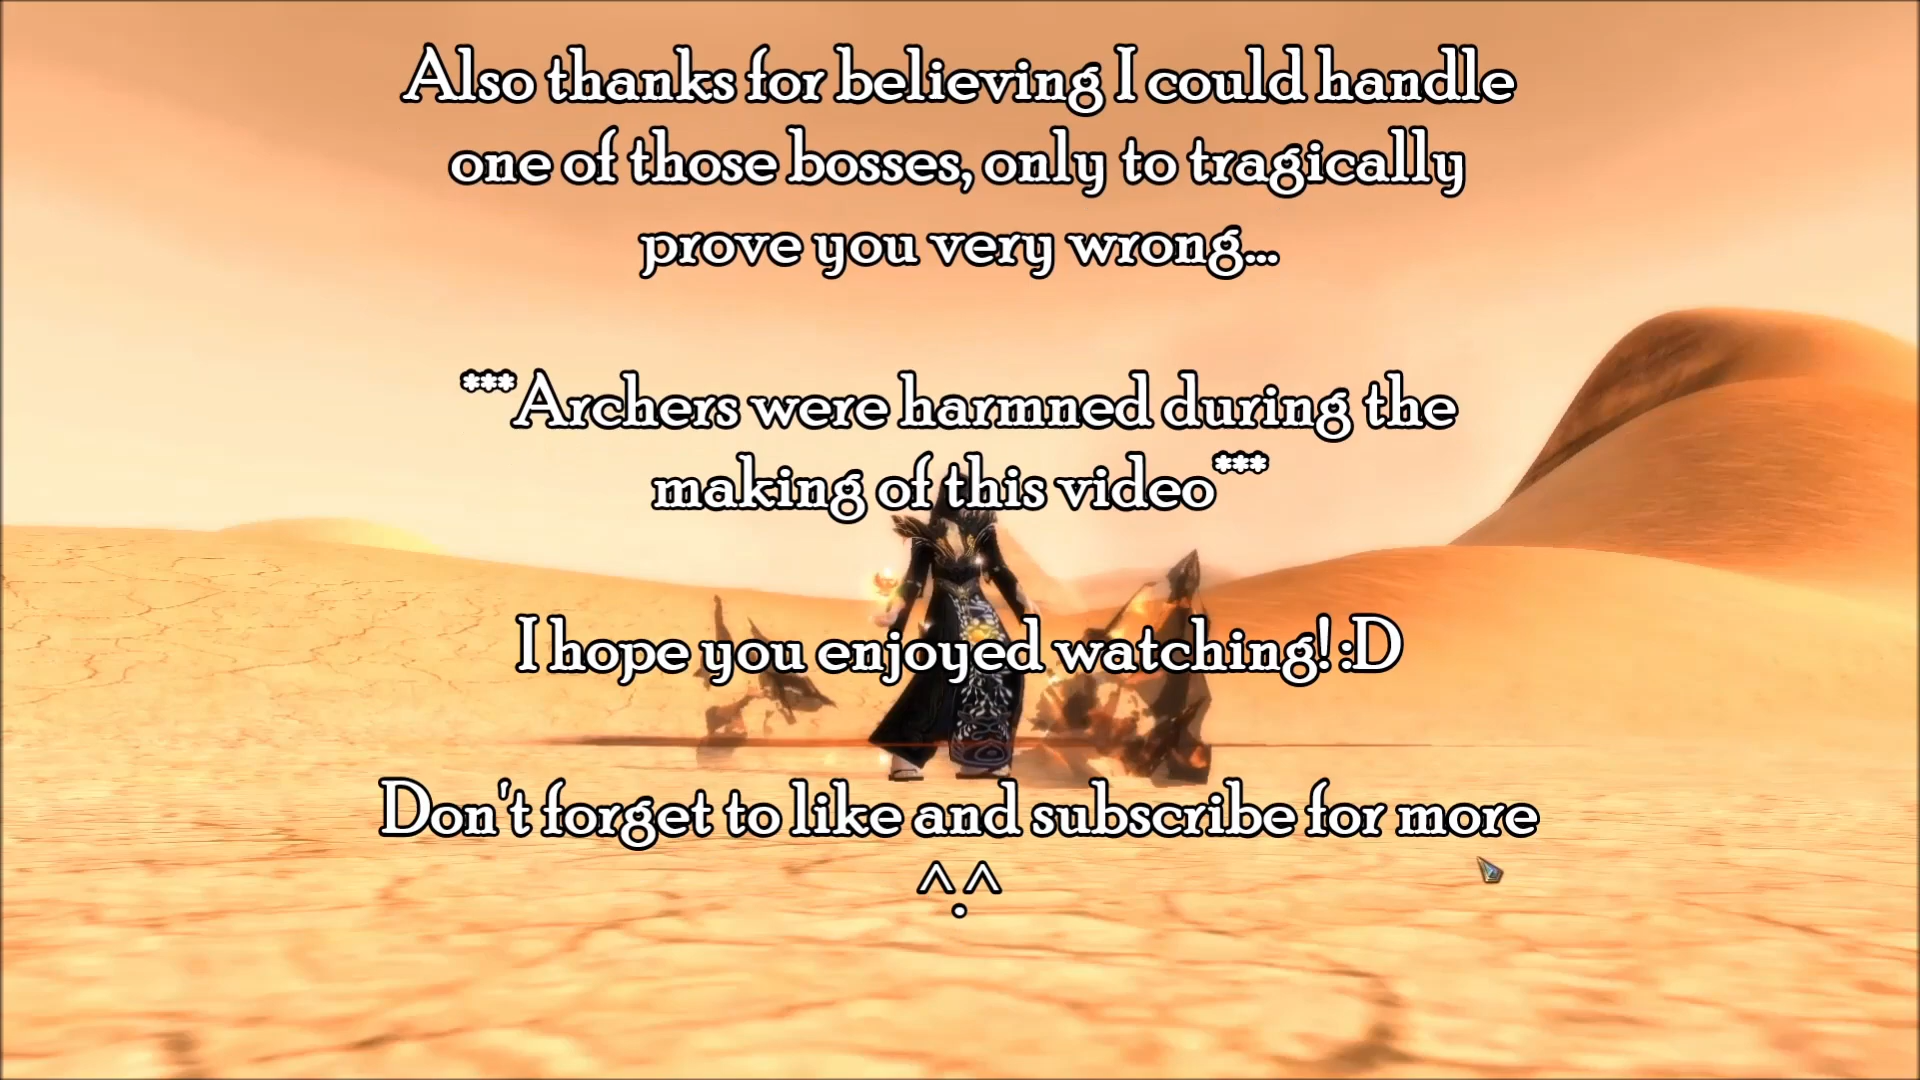 Also thanks for believing I could handle
one of those bosses, only to tragically
prove you very wrong...
***Archers were harmned during the
making of this video***
I hope you enjoyed watching! :D
Don't forget to like and subscribe for more
^.^